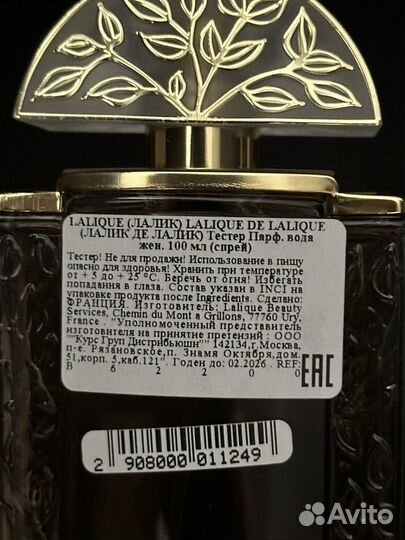 LALIQUE (ЛАЛИК) LALIQUE DE LALIQUE
(ЛАЛИК ДЕ ЛАЛИК) Тестер Парф. вода
жен. 100 мл (спрей)
Тестер! Не для продажи! Использование в пищу
опасно для здоровья! Хранить при температуре
от + 5 до + 25 °C. Беречь от огня! Избегать
попадания в глаза. Состав указан в INCI на
упаковке продукта после Ingredients. Сделано:
ФРАНЦИЯ. Изготовитель: Lalique Beauty
Services, Chemin du Mont a Grillons, 77760 Ury,
France . "Уполномоченный представитель
изготовителя на принятие претензий : ООО
""Курс Груп Дистрибьюшн"" 142134, г.Москва,
п-е. Рязановское, п. Знамя Октября,дом.
51, корп. 5,каб.121". Годен до: 02.2026 . REF:
B 6 2 2 0 0
EAC
2 908000 011249
Avito